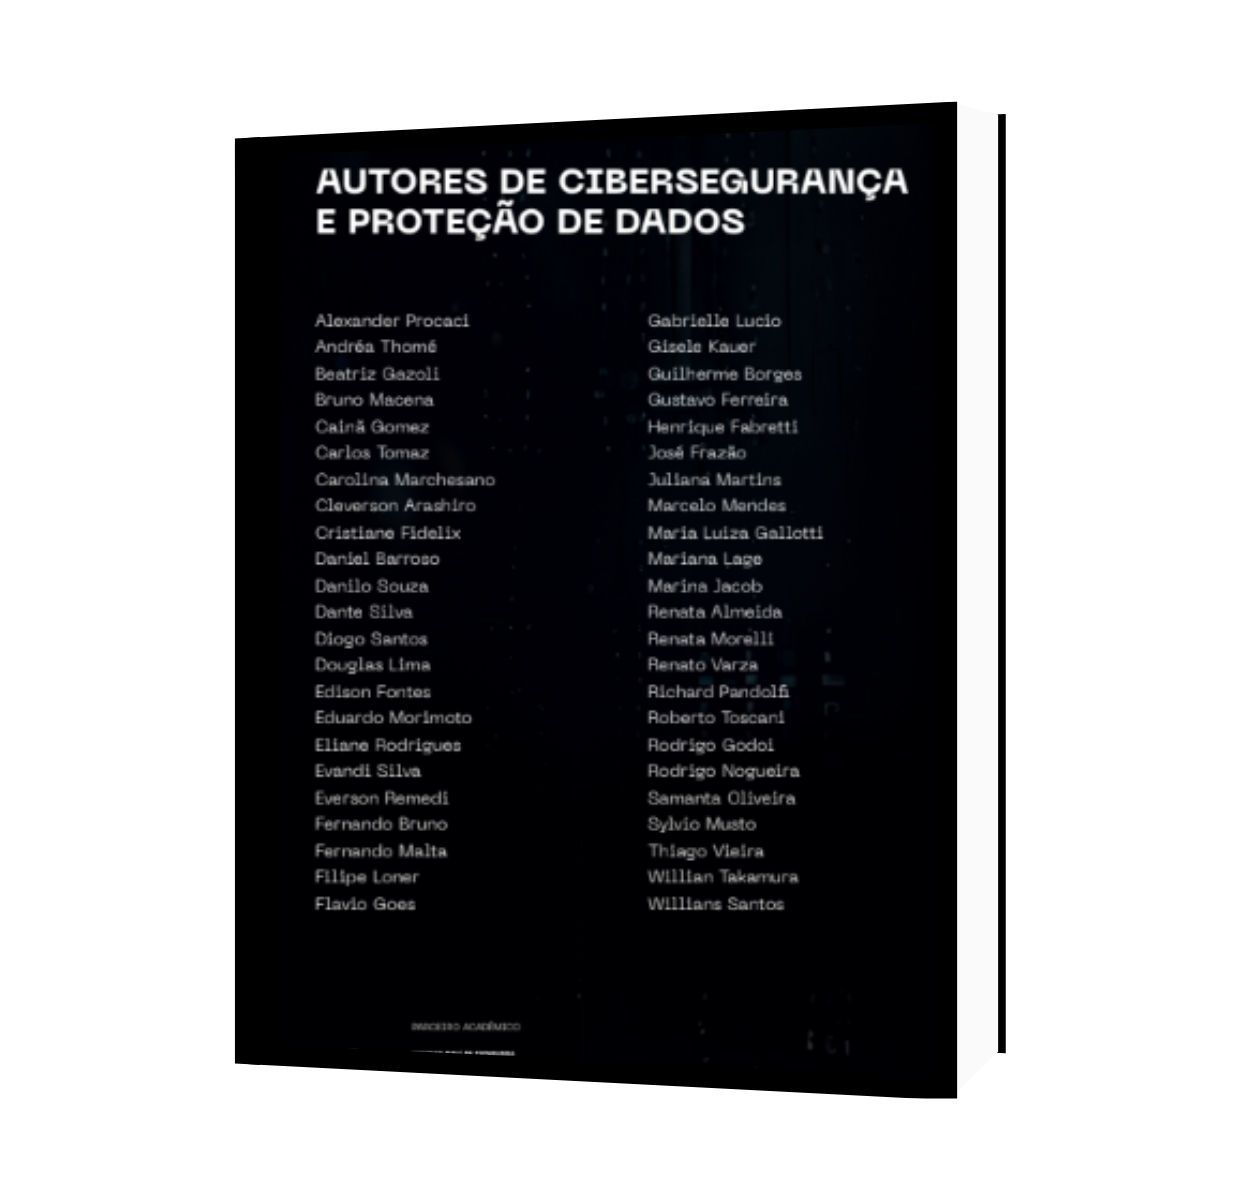 AUTORES DE CIBERSEGURANÇA
E PROTEÇÃO DE DADOS
Alexander Procaci
Andréa Thomé
Beatriz Gazoli
Bruno Macena
Cainã Gomez
Carlos Tomaz
Carolina Marchesano
Cleverson Arashiro
Cristiane Fidelix
Daniel Barroso
Danilo Souza
Dante Silva
Diogo Santos
Douglas Lima
Edison Fontes
Eduardo Morimoto
Eliane Rodrigues
Evandi Silva
Everson Remedi
Fernando Bruno
Fernando Malta
Filipe Loner
Flavio Goes
Gabrielle Lucio
Gisele Kauer
Guilherme Borges
Gustavo Ferreira
Henrique Fabretti
José Frazão
Juliana Martins
Marcelo Mendes
Maria Luiza Gallotti
Mariana Lage
Marina Jacob
Renata Almeida
Renata Morelli
Renato Varza
Richard Pandolfi
Roberto Toscani
Rodrigo Godoi
Rodrigo Nogueira
Samanta Oliveira
Sylvio Musto
Thiago Vieira
Willian Takamura
Willians Santos
PARCEIRO ACADÊMICO